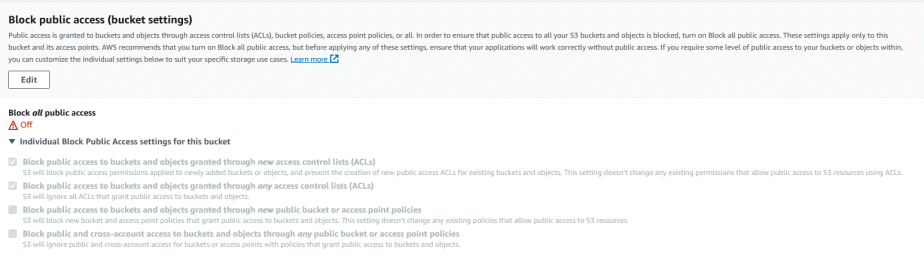 Block public access (bucket settings)
Public access is granted to buckets and objects through access control lists (ACLs), bucket policies, access point policies, or all. In order to ensure that public access to all your S3 buckets and objects is blocked, turn on Block all public access. These settings apply only to this
bucket and its access points. AWS recommends that you turn on Block all public access, but before applying any of these settings, ensure that your applications will work correctly without public access. If you require some level of public access to your buckets or objects within,
you can customize the individual settings below to suit your specific storage use cases. Learn more
Edit
Block all public access
Off
Individual Block Public Access settings for this bucket
Block public access to buckets and objects granted through new access control lists (ACLs)
S3 will block public access permissions applied to newly added buckets or objects, and prevent the creation of new public access ACLs for existing buckets and objects. This setting doesn't change any existing permissions that allow public access to S3 resources using ACLs.
Block public access to buckets and objects granted through any access control lists (ACLs)
S3 will ignore all ACLs that grant public access to buckets and objects.
Block public access to buckets and objects granted through new public bucket or access point policies
S3 will block new bucket and access point policies that grant public access to buckets and objects. This setting doesn't change any existing policies that allow public access to S3 resources.
Block public and cross-account access to buckets and objects through any public bucket or access point policies
S3 will ignore public and cross-account access for buckets or access points with policies that grant public access to buckets and objects.